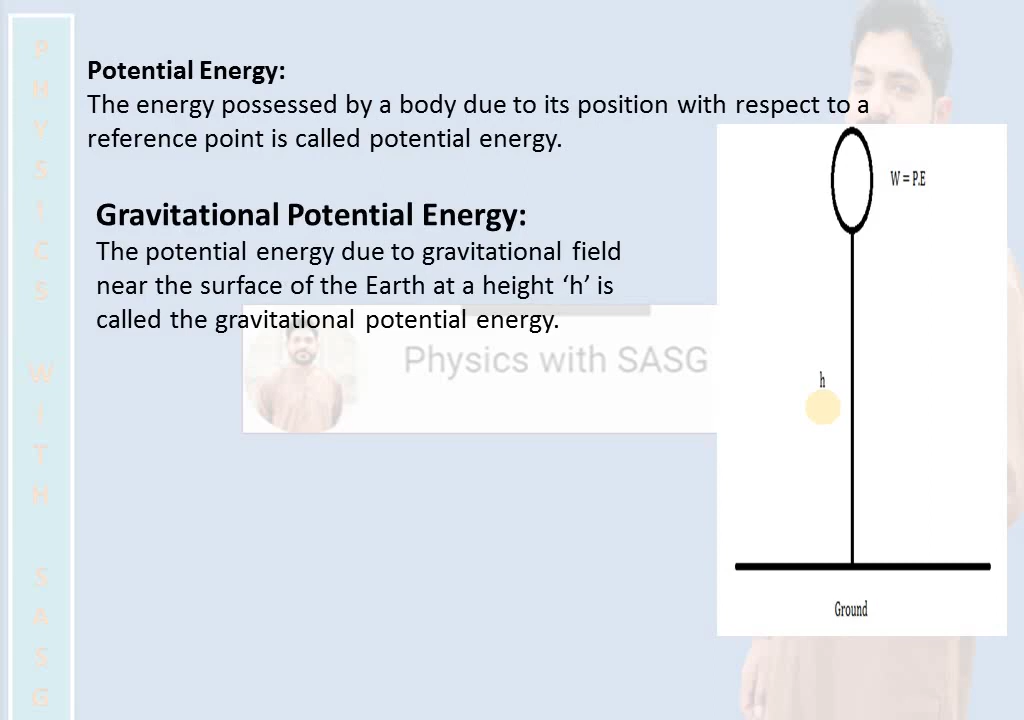 PHYSICS WITH SASG
Potential Energy:
The energy possessed by a body due to its position with respect to a
reference point is called potential energy.
Gravitational Potential Energy:
The potential energy due to gravitational field
near the surface of the Earth at a height ‘h’ is
called the gravitational potential energy.
Physics with SASG
W = P.E
h
Ground